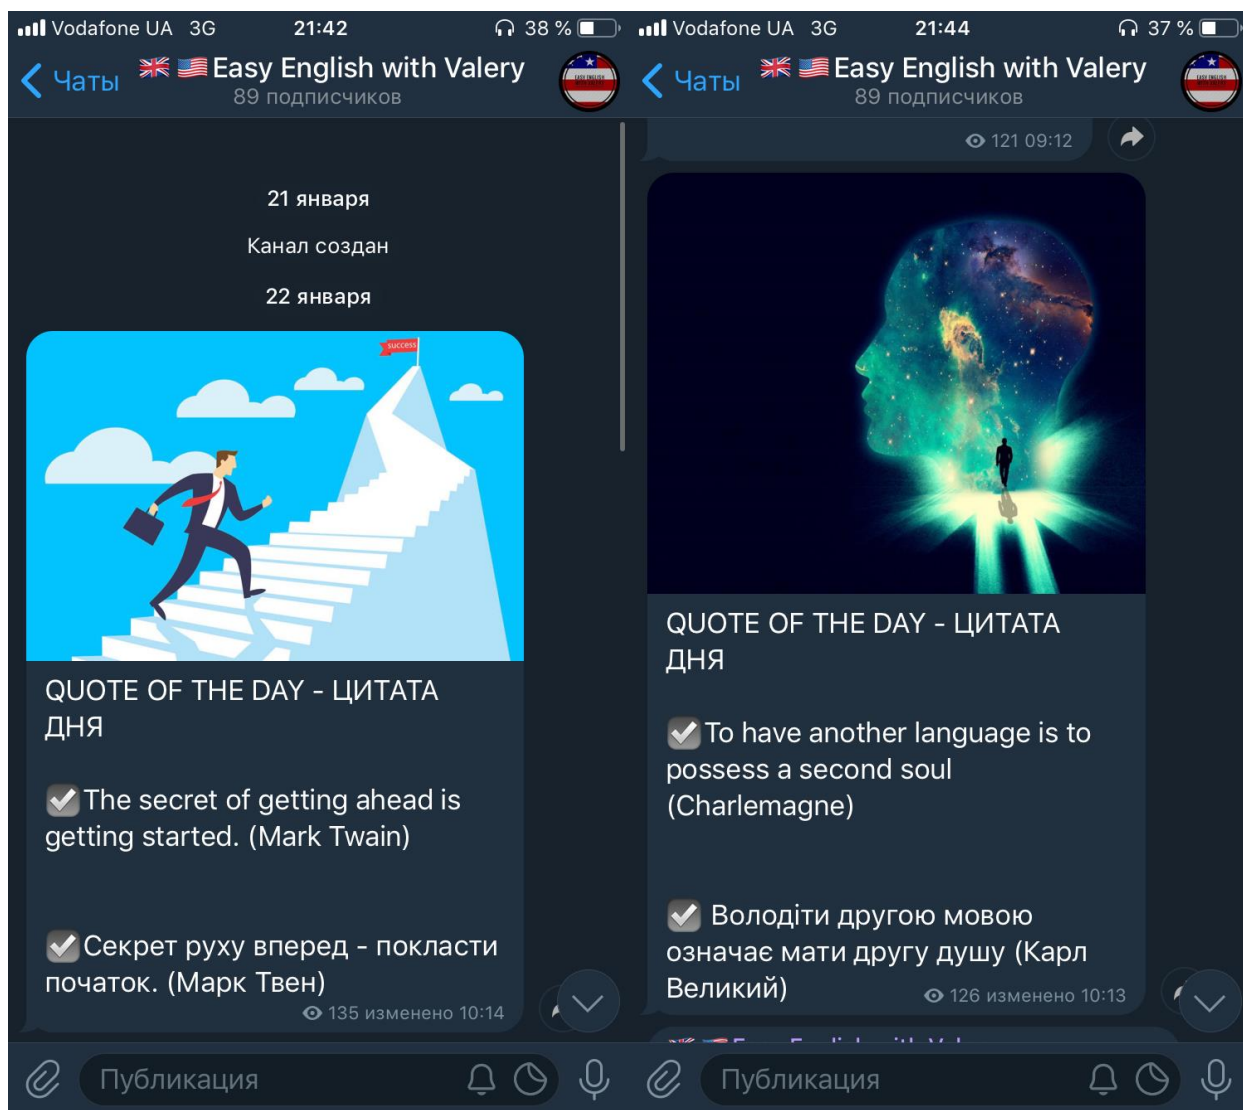 Vodafone UA 3G 21:42 38 %
Чаты Easy English with Valery
89 подписчиков
21 января
Канал создан
22 января
success
QUOTE OF THE DAY - ЦИТАТА
ДНЯ
The secret of getting ahead is
getting started. (Mark Twain)
Секрет руху вперед - покласти
початок. (Марк Твен)
135 изменено 10:14
Публикация
Vodafone UA 3G 21:44 37 %
Чаты Easy English with Valery
89 подписчиков
121 09:12
QUOTE OF THE DAY - ЦИТАТА
ДНЯ
To have another language is to
possess a second soul
(Charlemagne)
Володіти другою мовою
означає мати другу душу (Карл
Великий)
126 изменено 10:13
Публикация